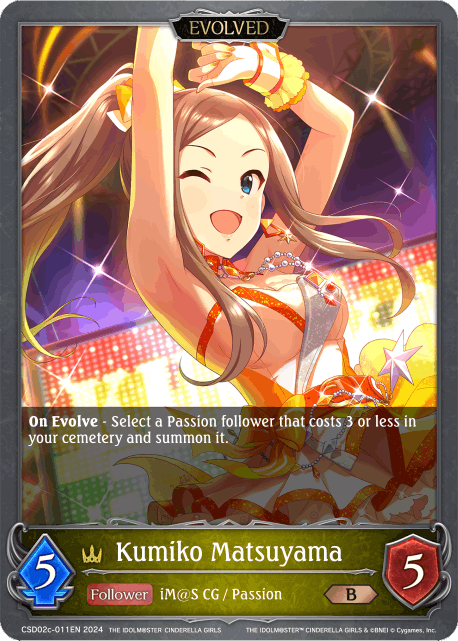 EVOLVED
On Evolve - Select a Passion follower that costs 3 or less in
your cemetery and summon it.
Kumiko Matsuyama
5
5
Follower iM@S CG / Passion B
CSD02c-011EN 2024 THE IDOLM@STER CINDERELLA GIRLS THE IDOLM@STER™ CINDERELLA GIRLS & ©BNEI © Cygames, Inc.